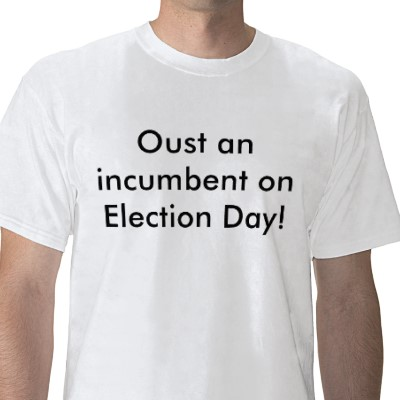 Oust an
incumbent on
Election Day!